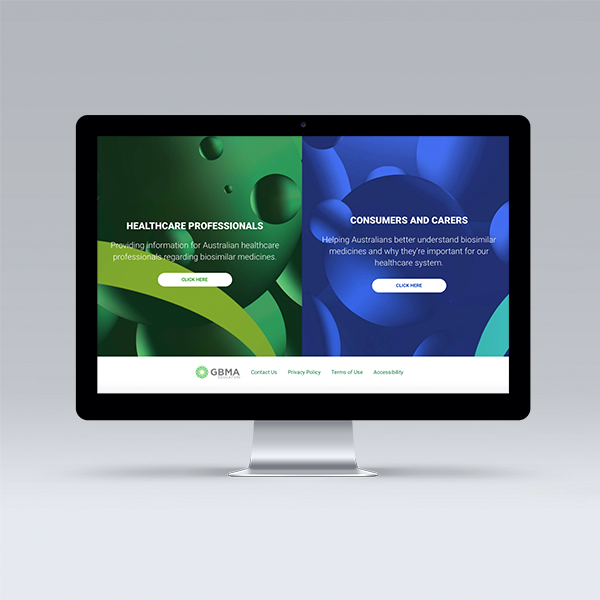 HEALTHCARE PROFESSIONALS
Providing information for Australian healthcare
professionals regarding biosimilar medicines.
CLICK HERE
CONSUMERS AND CARERS
Helping Australians better understand biosimilar
medicines and why they're important for our
healthcare system.
CLICK HERE
GBMA
EDUCATION
Contact Us
Privacy Policy
Terms of Use
Accessibility